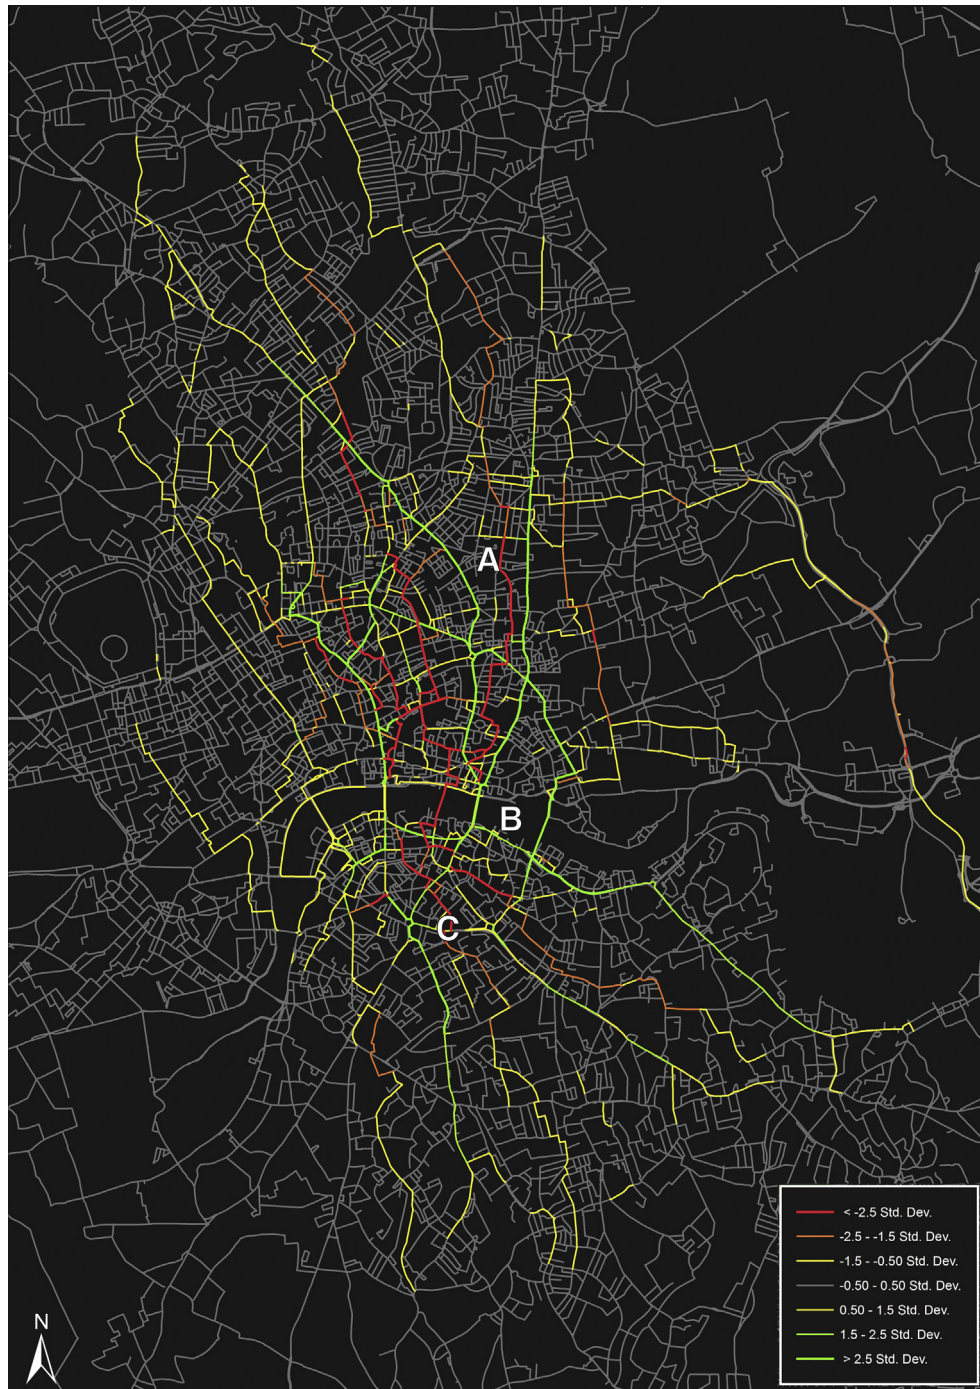 A
B
C
N
< -2.5 Std. Dev.
-2.5 - -1.5 Std. Dev.
-1.5 - -0.50 Std. Dev.
-0.50 - 0.50 Std. Dev.
0.50 - 1.5 Std. Dev.
1.5 - 2.5 Std. Dev.
> 2.5 Std. Dev.